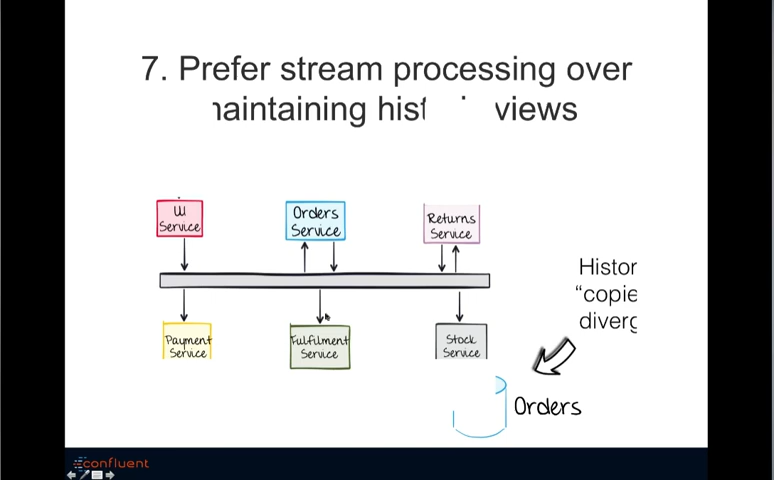 7. Prefer stream processing over
naintaining hist views
UI
Service
Orders
Service
Returns
Service
Histor
"copie
diverg
Payment
Service
Fulfilment
Service
Stock
Service
Orders
confluent